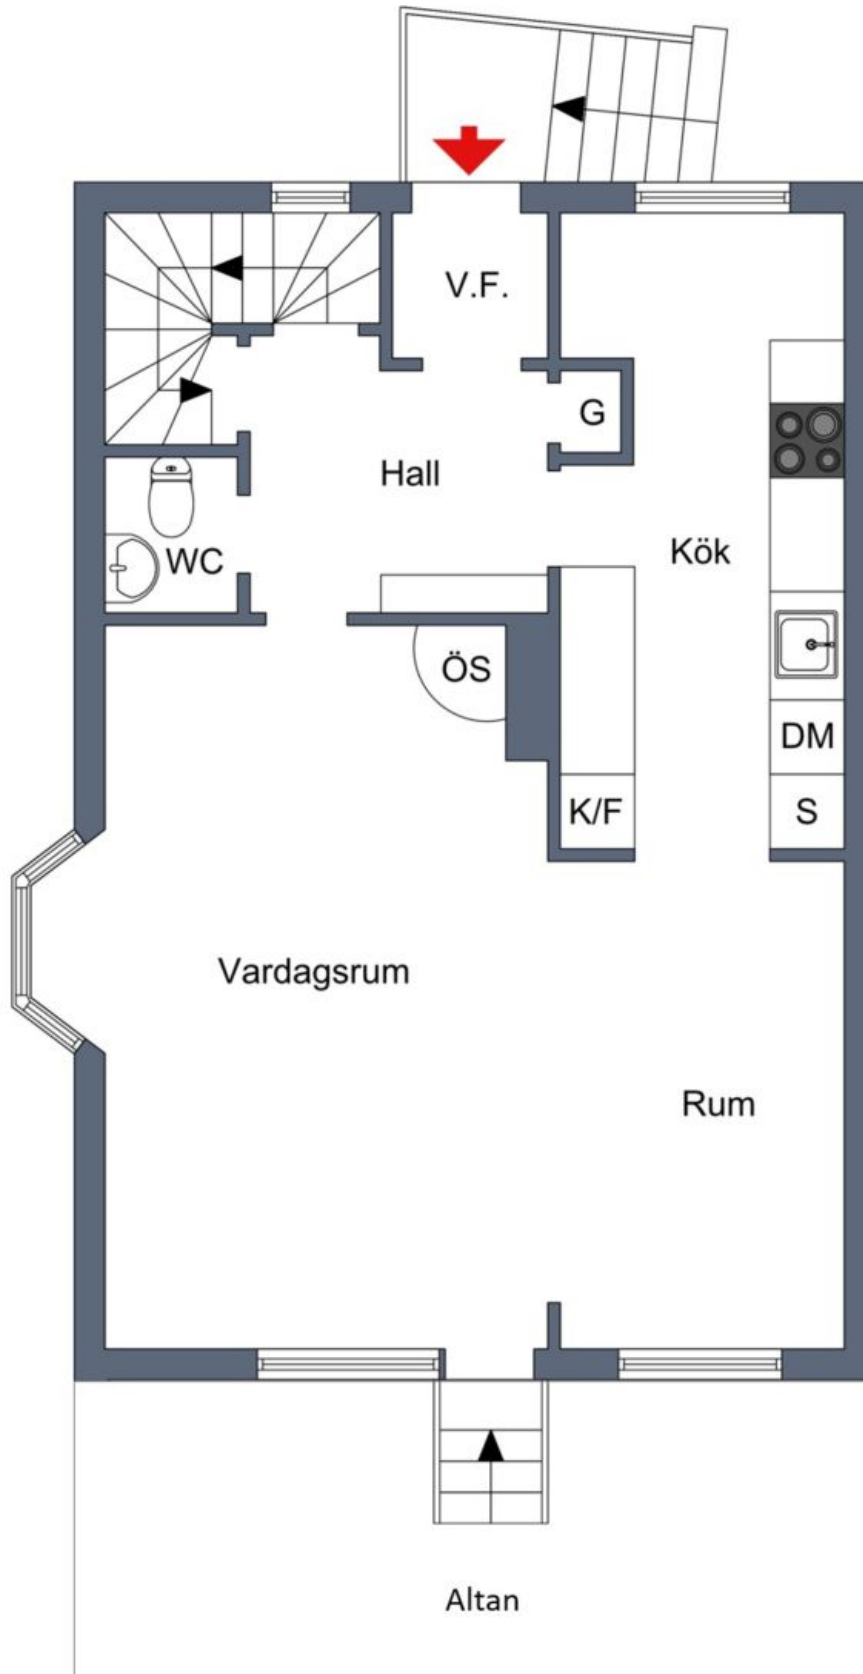 V.F.
G
Hall
Kök
WC
ÖS
DM
K/F
S
Vardagsrum
Rum
Altan